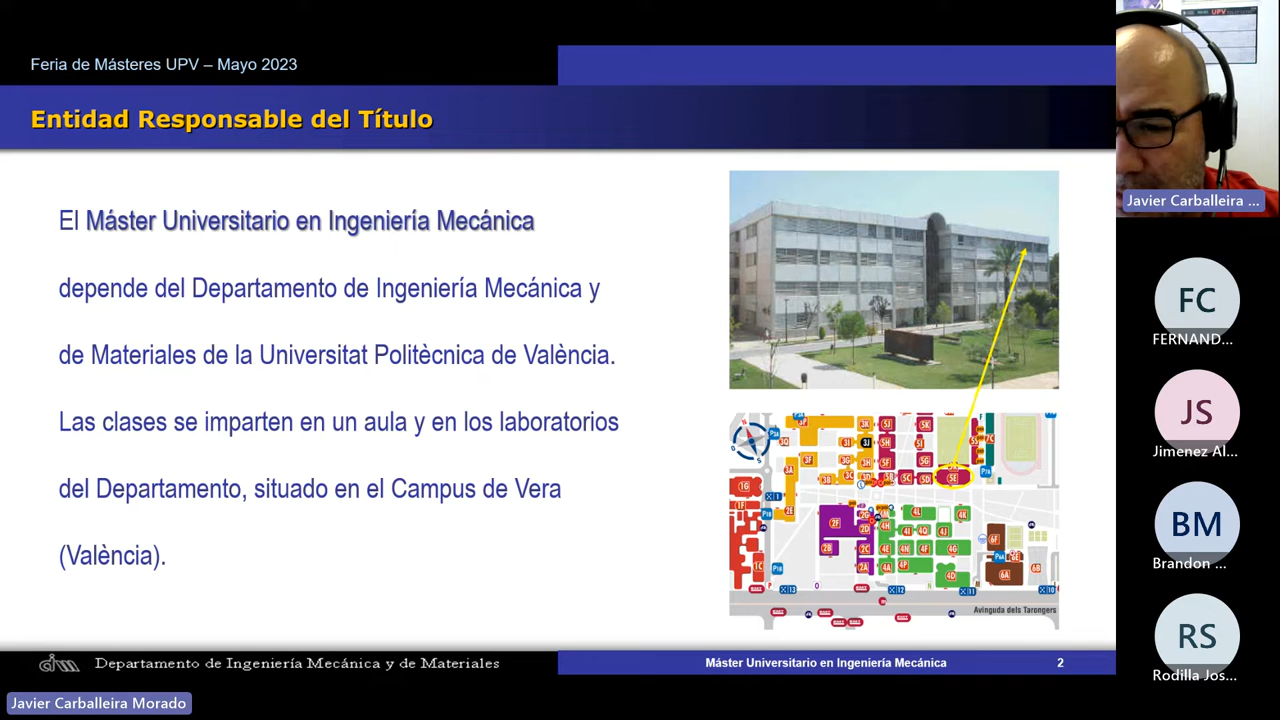 Feria de Másteres UPV – Mayo 2023
Entidad Responsable del Título
El Máster Universitario en Ingeniería Mecánica
depende del Departamento de Ingeniería Mecánica y
de Materiales de la Universitat Politècnica de València.
Las clases se imparten en un aula y en los laboratorios
del Departamento, situado en el Campus de Vera
(València).
Avinguda dels Tarongers
Departamento de Ingeniería Mecánica y de Materiales
Máster Universitario en Ingeniería Mecánica
2
Javier Carballeira Morado
Javier Carballeira ...
FC
FERNAND...
JS
Jimenez Al...
BM
Brandon ...
RS
Rodilla Jos...